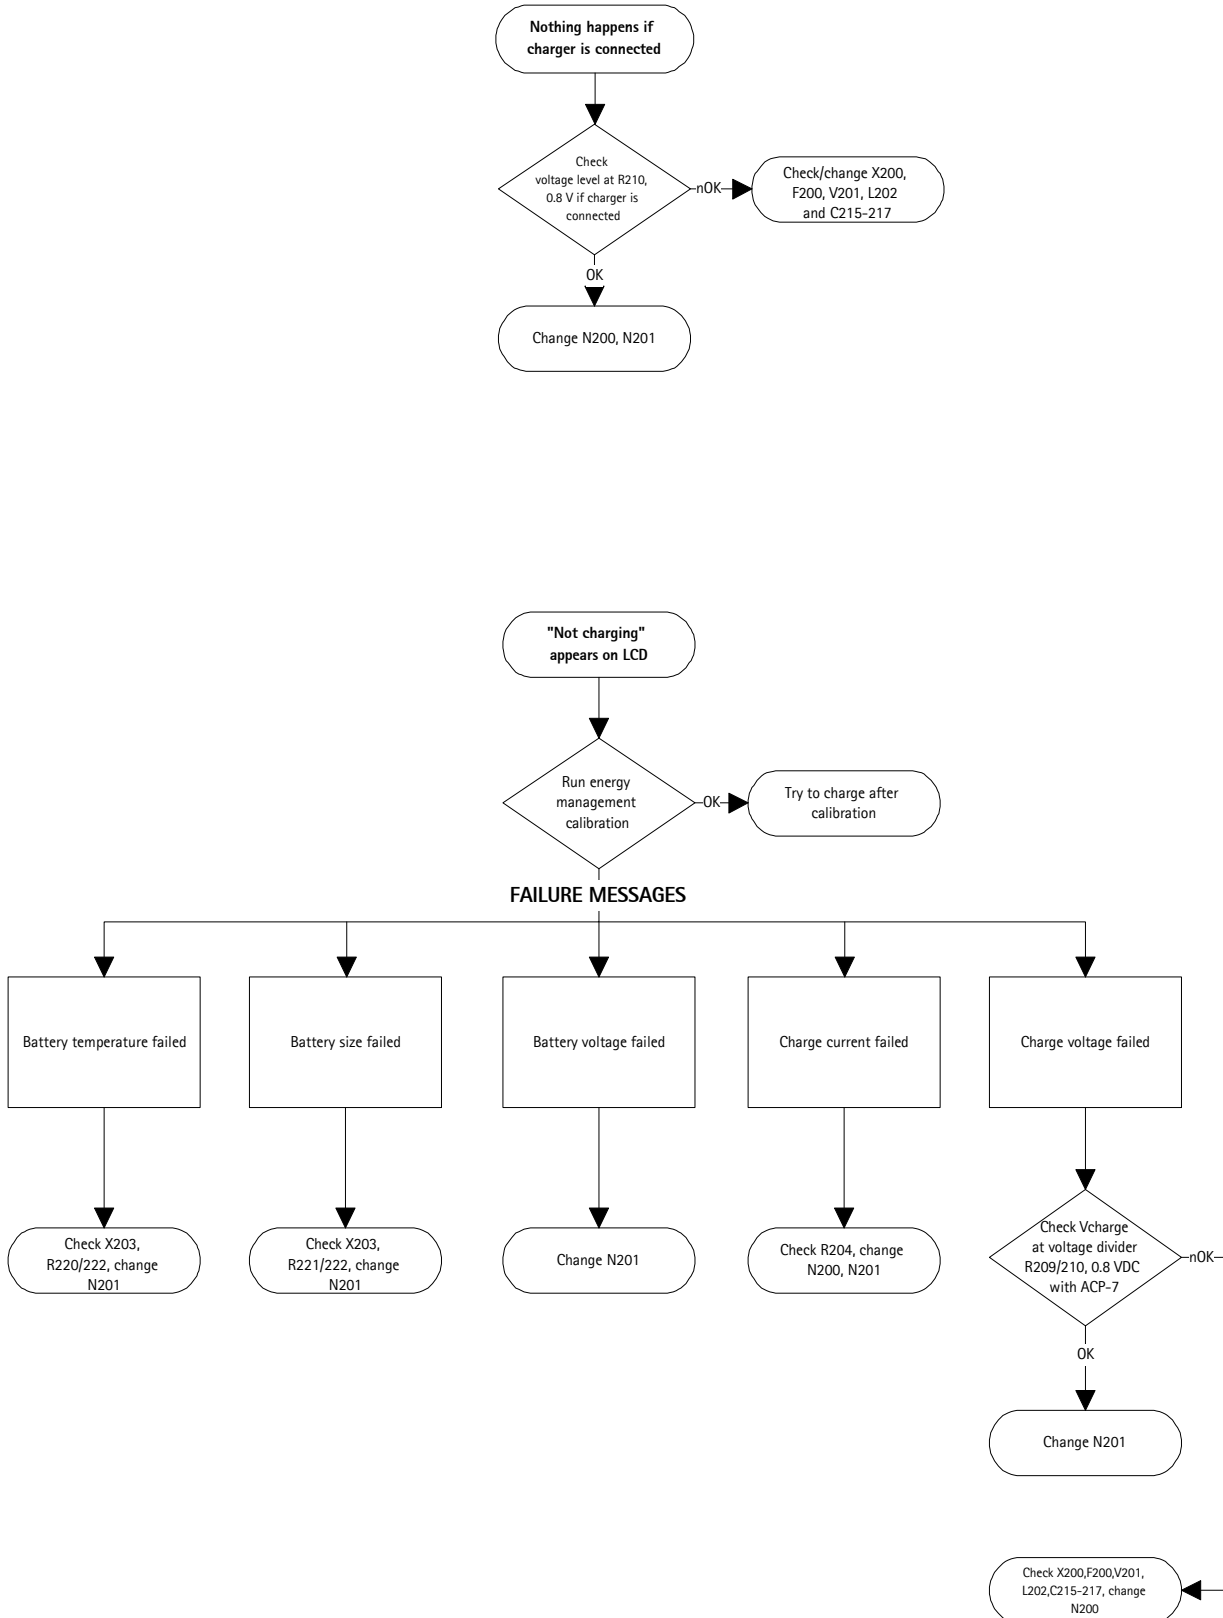 Nothing happens if
charger is connected
Check
voltage level at R210,
0.8 V if charger is
connected
nOK
Check/change X200,
F200, V201, L202
and C215-217
OK
Change N200, N201
"Not charging"
appears on LCD
Run energy
management
calibration
OK
Try to charge after
calibration
FAILURE MESSAGES
Battery temperature failed
Battery size failed
Battery voltage failed
Charge current failed
Charge voltage failed
Check X203,
R220/222, change
N201
Check X203,
R221/222, change
N201
Change N201
Check R204, change
N200, N201
Check Vcharge
at voltage divider
R209/210, 0.8 VDC
with ACP-7
nOK
OK
Change N201
Check X200,F200,V201,
L202,C215-217, change
N200